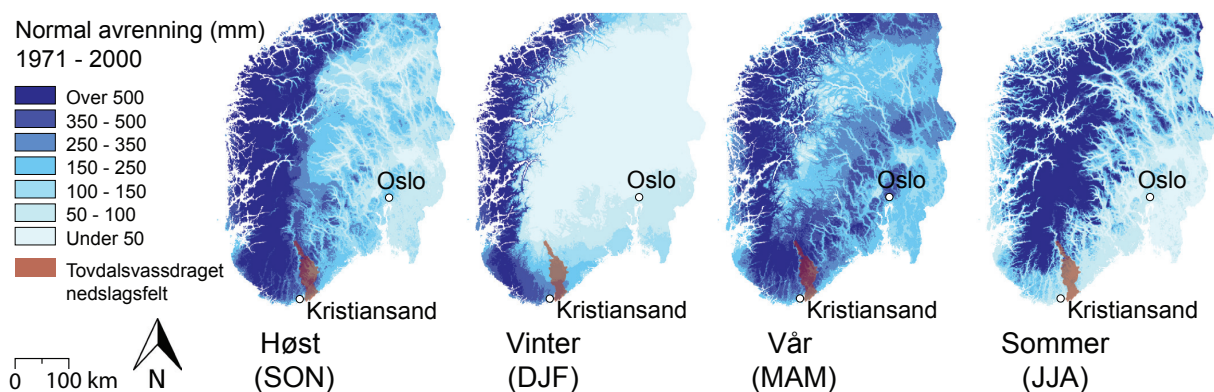 Normal avrenning (mm)
1971 - 2000
Over 500
350 - 500
250 - 350
150 - 250
100 - 150
50 - 100
Under 50
Tovdalsvassdraget
nedslagsfelt
0 100 km
N
Oslo
Kristiansand
Høst
(SON)
Oslo
Kristiansand
Vinter
(DJF)
Oslo
Kristiansand
Vår
(MAM)
Oslo
Kristiansand
Sommer
(JJA)